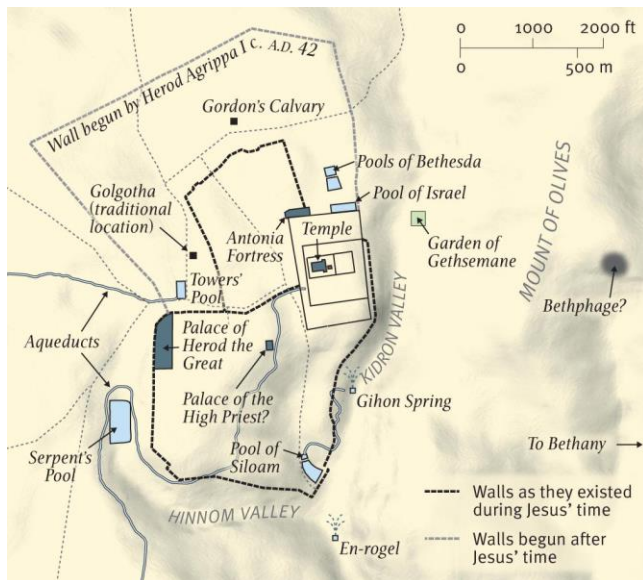 0 1000 2000 ft
0 500 m
Wall begun by Herod Agrippa I c. A.D. 42
Gordon's Calvary
Pools of Bethesda
Pool of Israel
Golgotha
(traditional
location)
Antonia
Fortress
Temple
Garden of
Gethsemane
MOUNT OF OLIVES
Bethphage?
Towers'
Pool
Aqueducts
Palace of
Herod the
Great
KIDRON VALLEY
Palace of the
High Priest?
Gihon Spring
Serpent's
Pool
Pool of
Siloam
To Bethany
HINNOM VALLEY
En-rogel
Walls as they existed
during Jesus' time
Walls begun after
Jesus' time